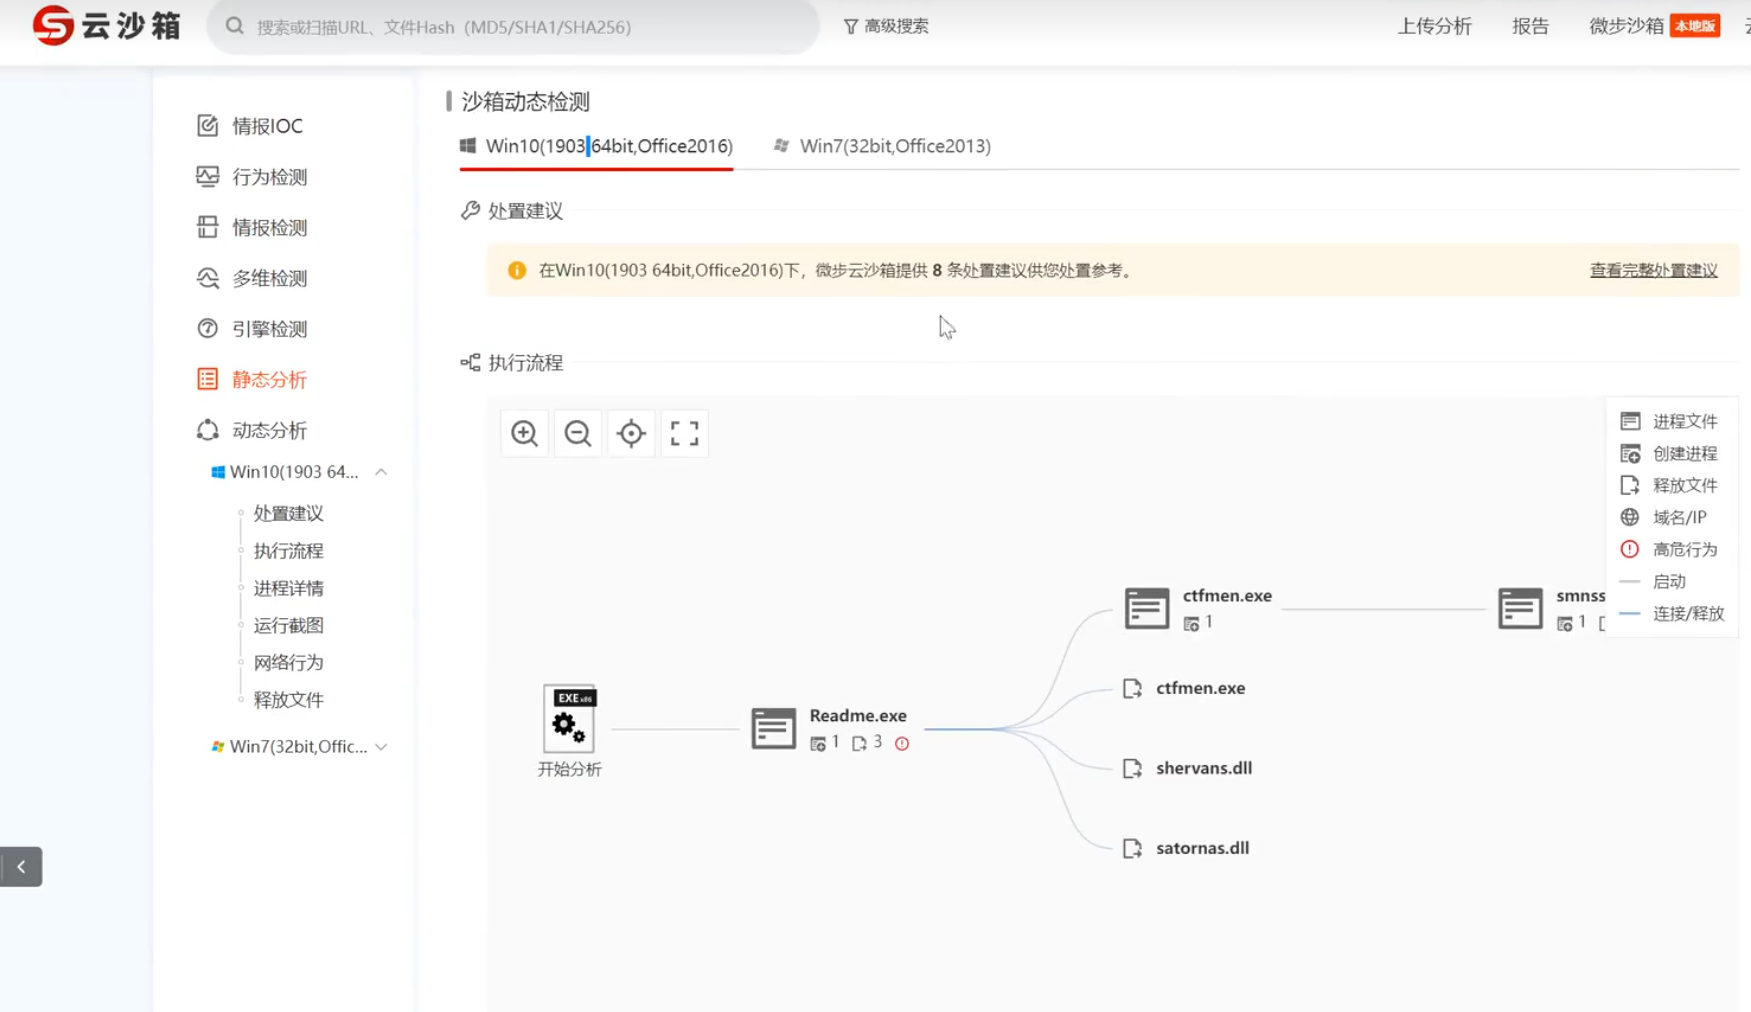 云沙箱
搜索或扫描URL、文件Hash（MD5/SHA1/SHA256)
高级搜索
上传分析
报告
微步沙箱 本地版
情报IOC
行为检测
情报检测
多维检测
引擎检测
静态分析
动态分析
Win10(1903 64...
处置建议
执行流程
进程详情
运行截图
网络行为
释放文件
Win7(32bit,Offic...
沙箱动态检测
Win10(1903 64bit,Office2016)
Win7(32bit,Office2013)
处置建议
在Win10(1903 64bit,Office2016)下，微步云沙箱提供 8 条处置建议供您处置参考。
查看完整处置建议
执行流程
进程文件
创建进程
释放文件
域名/IP
高危行为
启动
连接/释放
EXE x86
开始分析
Readme.exe
1 3
ctfmen.exe
1
smnss
1
ctfmen.exe
shervans.dll
satornas.dll